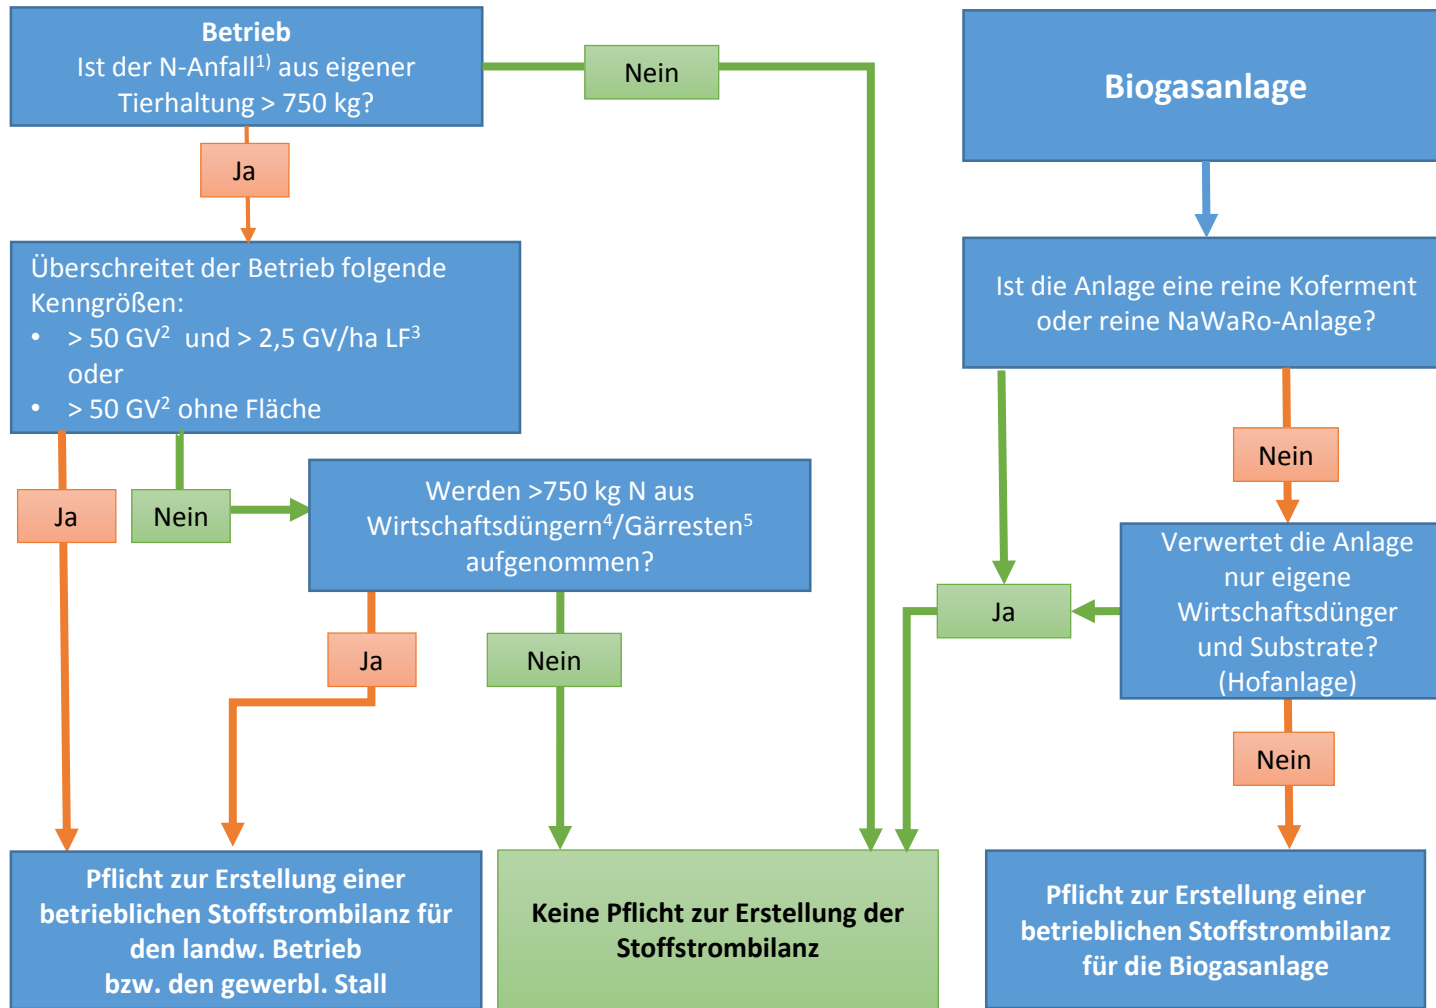 Betrieb
Ist der N-Anfall1) aus eigener
Tierhaltung > 750 kg?
Nein
Ja
Überschreitet der Betrieb folgende
Kenngrößen:
• > 50 GV2 und > 2,5 GV/ha LF3
oder
• > 50 GV2 ohne Fläche
Ja
Nein
Werden >750 kg N aus
Wirtschaftsdüngern4/Gärresten5
aufgenommen?
Ja
Nein
Pflicht zur Erstellung einer
betrieblichen Stoffstrombilanz für
den landw. Betrieb
bzw. den gewerbl. Stall
Keine Pflicht zur Erstellung der
Stoffstrombilanz
Biogasanlage
Ist die Anlage eine reine Koferment
oder reine NaWaRo-Anlage?
Nein
Ja
Verwertet die Anlage
nur eigene
Wirtschaftsdünger
und Substrate?
(Hofanlage)
Nein
Pflicht zur Erstellung einer
betrieblichen Stoffstrombilanz
für die Biogasanlage